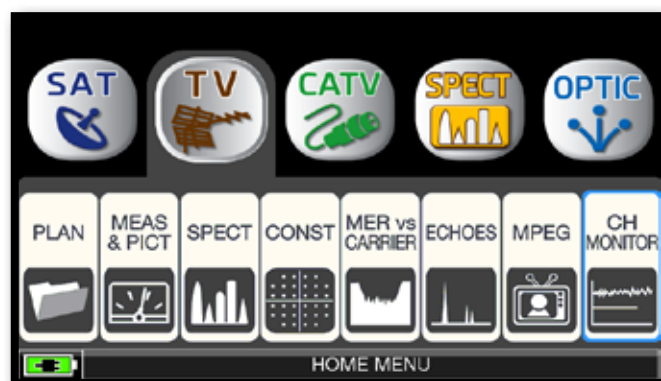 SAT
TV
CATV
SPECT
OPTIC
PLAN
MEAS
& PICT
SPECT
CONST
MER vs
CARRIER
ECHOES
MPEG
CH
MONITOR
HOME MENU